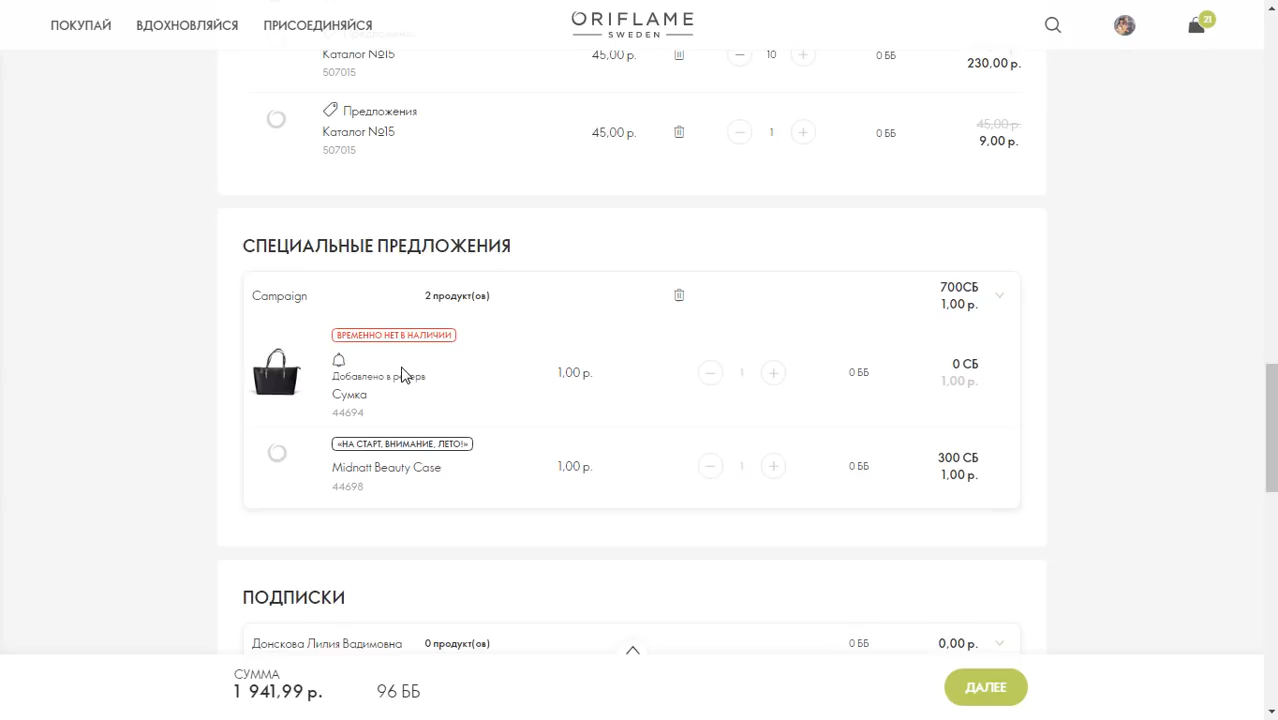 ПОКУПАЙ ВДОХНОВЛЯЙСЯ ПРИСОЕДИНЯЙСЯ
ORIFLAME
SWEDEN
21
Каталог №15 45,00 р. 10 0 ББ
230,00 р.
507015
Предложения
45,00 р.
Каталог №15 45,00 р. 1 0 ББ
9,00 р.
507015
СПЕЦИАЛЬНЫЕ ПРЕДЛОЖЕНИЯ
700СБ
Campaign 2 продукт(ов)
1,00 р.
ВРЕМЕННО НЕТ В НАЛИЧИИ
0 СБ
1,00 р. 1 0 ББ
Добавлено в резерв
1,00 р.
Сумка
44694
«НА СТАРТ, ВНИМАНИЕ, ЛЕТО!»
300 СБ
Midnatt Beauty Case 1,00 р. 1 0 ББ
1,00 р.
44698
ПОДПИСКИ
Донскова Лилия Вадимовна 0 продукт(ов) 0 ББ 0,00 р.
СУММА
1 941,99 р. 96 ББ
ДАЛЕЕ